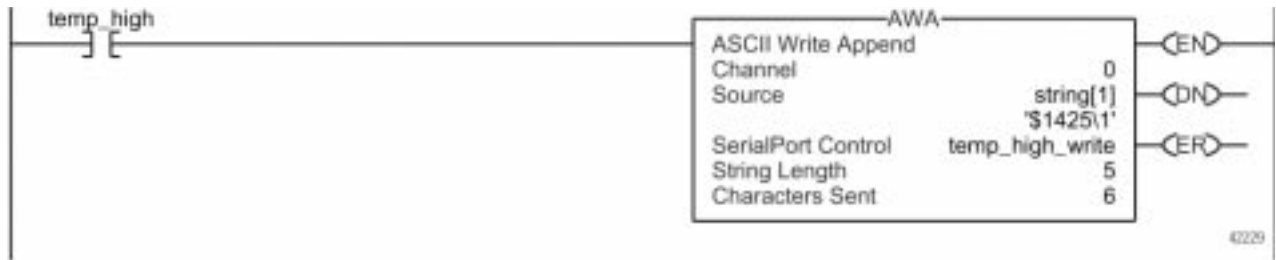 temp_high
AWA
ASCII Write Append
EN
Channel 0
Source string[1]
DN
'$1425\1'
SerialPort Control temp_high_write
ER
String Length 5
Characters Sent 6
42229